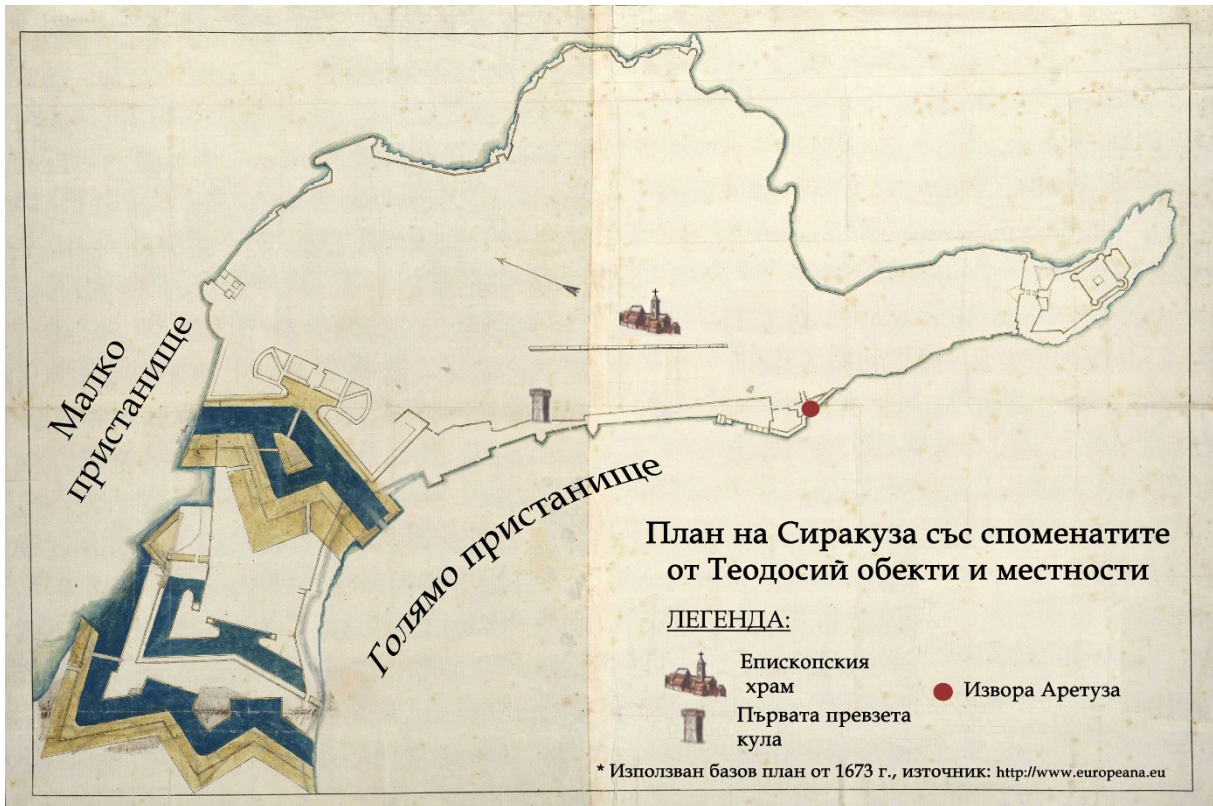 Малко
пристанище
Голямо пристанище
План на Сиракуза със споменатите
от Теодосий обекти и местности
ЛЕГЕНДА:
Епископския
храм
Първата превзета
кула
Извора Аретуза
* Използван базов план от 1673 г., източник: http://www.europeana.eu